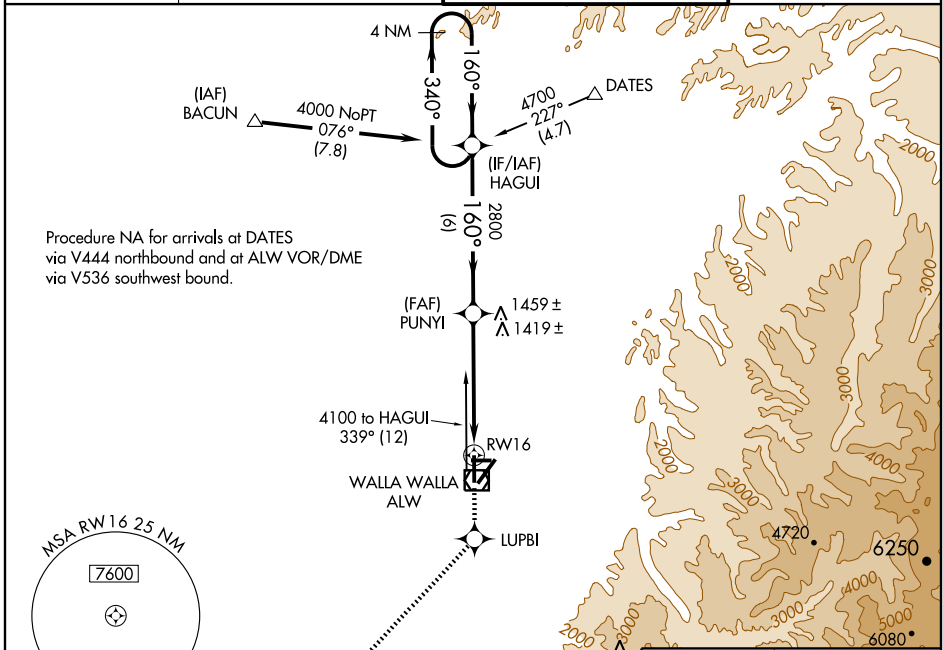 4 NM
160°
340°
(IAF)
BACUN
4000 NoPT
076°
(7.8)
4700
227°
(4.7)
DATES
(IF/IAF)
HAGUI
2000
2800
160°
(6)
Procedure NA for arrivals at DATES
via V444 northbound and at ALW VOR/DME
via V536 southwest bound.
2000
3000
(FAF)
PUNYI
1459 ±
1419 ±
3000
4100 to HAGUI
339° (12)
RW16
2000
4000
WALLA WALLA
ALW
3000
MSA RW16 25 NM
7600
LUPBI
4720
6250
4000
3000
2000
3000
5000
6080